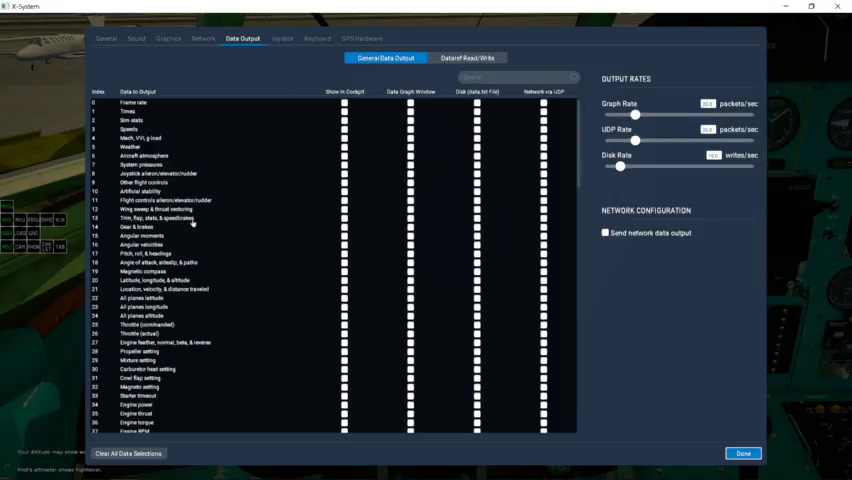 X-System
General Sound Graphics Network Data Output Joystick Keyboard GPS Hardware
General Data Output Dataref Read/Write
Search
Index Data to Output Show in Cockpit Data Graph Window Disk (data.txt File) Network via UDP
0 Frame rate
1 Times
2 Sim stats
3 Speeds
4 Mach, VVI, g-load
5 Weather
6 Aircraft atmosphere
7 System pressures
8 Joystick aileron/elevator/rudder
9 Other flight controls
10 Artificial stability
11 Flight controls aileron/elevator/rudder
12 Wing sweep & thrust vectoring
13 Trim, flap, stats, & speedbrakes
14 Gear & brakes
15 Angular moments
16 Angular velocities
17 Pitch, roll, & headings
18 Angle of attack, sideslip, & paths
19 Magnetic compass
20 Latitude, longitude, & altitude
21 Location, velocity, & distance traveled
22 All planes latitude
23 All planes longitude
24 All planes altitude
25 Throttle (commanded)
26 Throttle (actual)
27 Engine feather, normal, beta, & reverse
28 Propeller setting
29 Mixture setting
30 Carburetor heat setting
31 Cowl flap setting
32 Magneto setting
33 Starter timeout
34 Engine power
35 Engine thrust
36 Engine torque
37 Engine RPM
OUTPUT RATES
Graph Rate 20.0 packets/sec
UDP Rate 20.0 packets/sec
Disk Rate 10.0 writes/sec
NETWORK CONFIGURATION
Send network data output
Clear All Data Selections
Done
Your Altitude may show
Pilot's altimeter shows flightlevel.